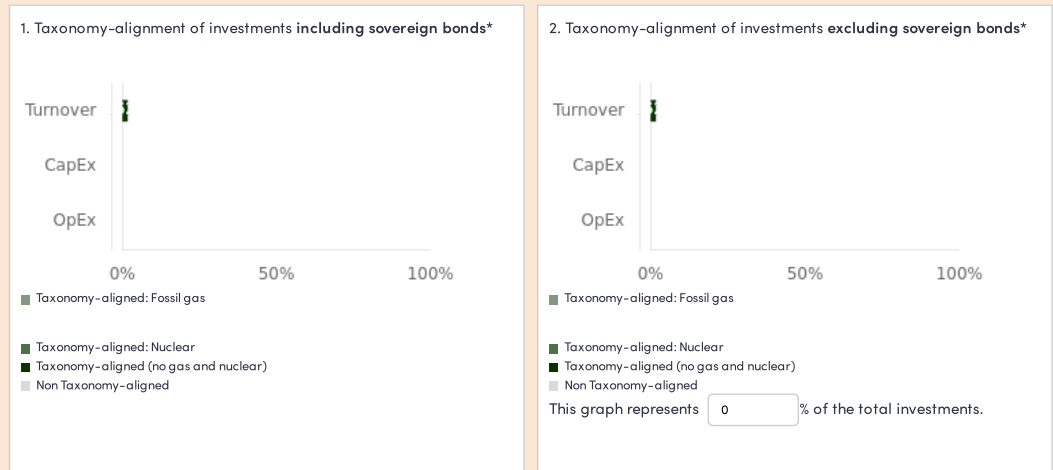 1. Taxonomy-alignment of investments including sovereign bonds*
Turnover
CapEx
OpEx
0% 50% 100%
Taxonomy-aligned: Fossil gas
Taxonomy-aligned: Nuclear
Taxonomy-aligned (no gas and nuclear)
Non Taxonomy-aligned
2. Taxonomy-alignment of investments excluding sovereign bonds*
Turnover
CapEx
OpEx
0% 50% 100%
Taxonomy-aligned: Fossil gas
Taxonomy-aligned: Nuclear
Taxonomy-aligned (no gas and nuclear)
Non Taxonomy-aligned
This graph represents 0 % of the total investments.